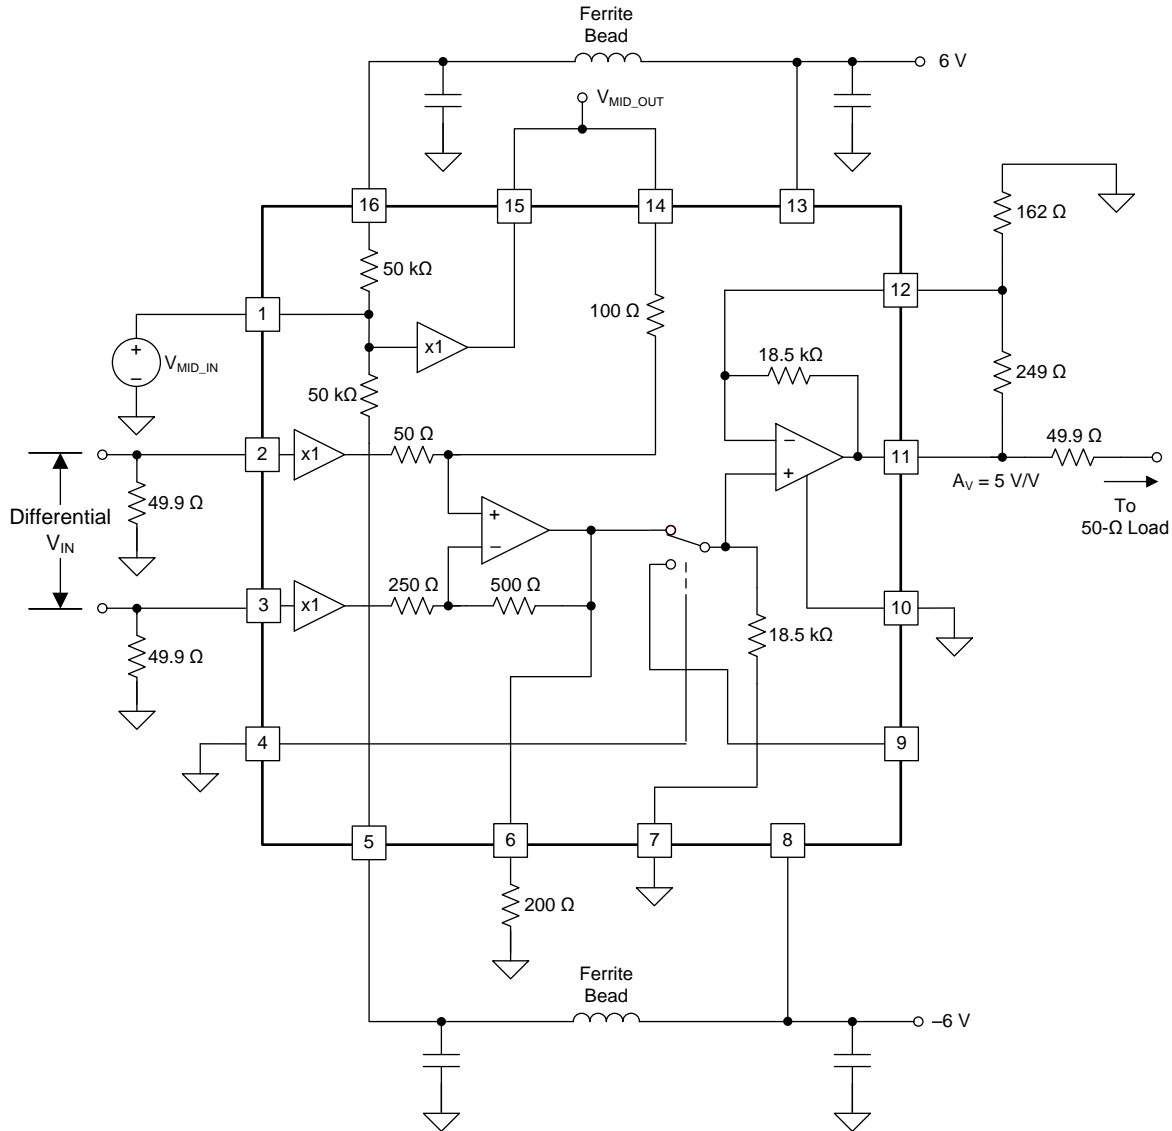 Ferrite
Bead
6 V
VMID_OUT
16
15
14
13
162 Ω
50 kΩ
12
1
100 Ω
x1
18.5 kΩ
+
−
VMID_IN
249 Ω
50 kΩ
50 Ω
49.9 Ω
2
x1
−
+
11
AV = 5 V/V
To
50-Ω Load
49.9 Ω
Differential
VIN
+
−
250 Ω
500 Ω
3
x1
10
18.5 kΩ
49.9 Ω
4
9
5
6
7
8
200 Ω
Ferrite
Bead
–6 V